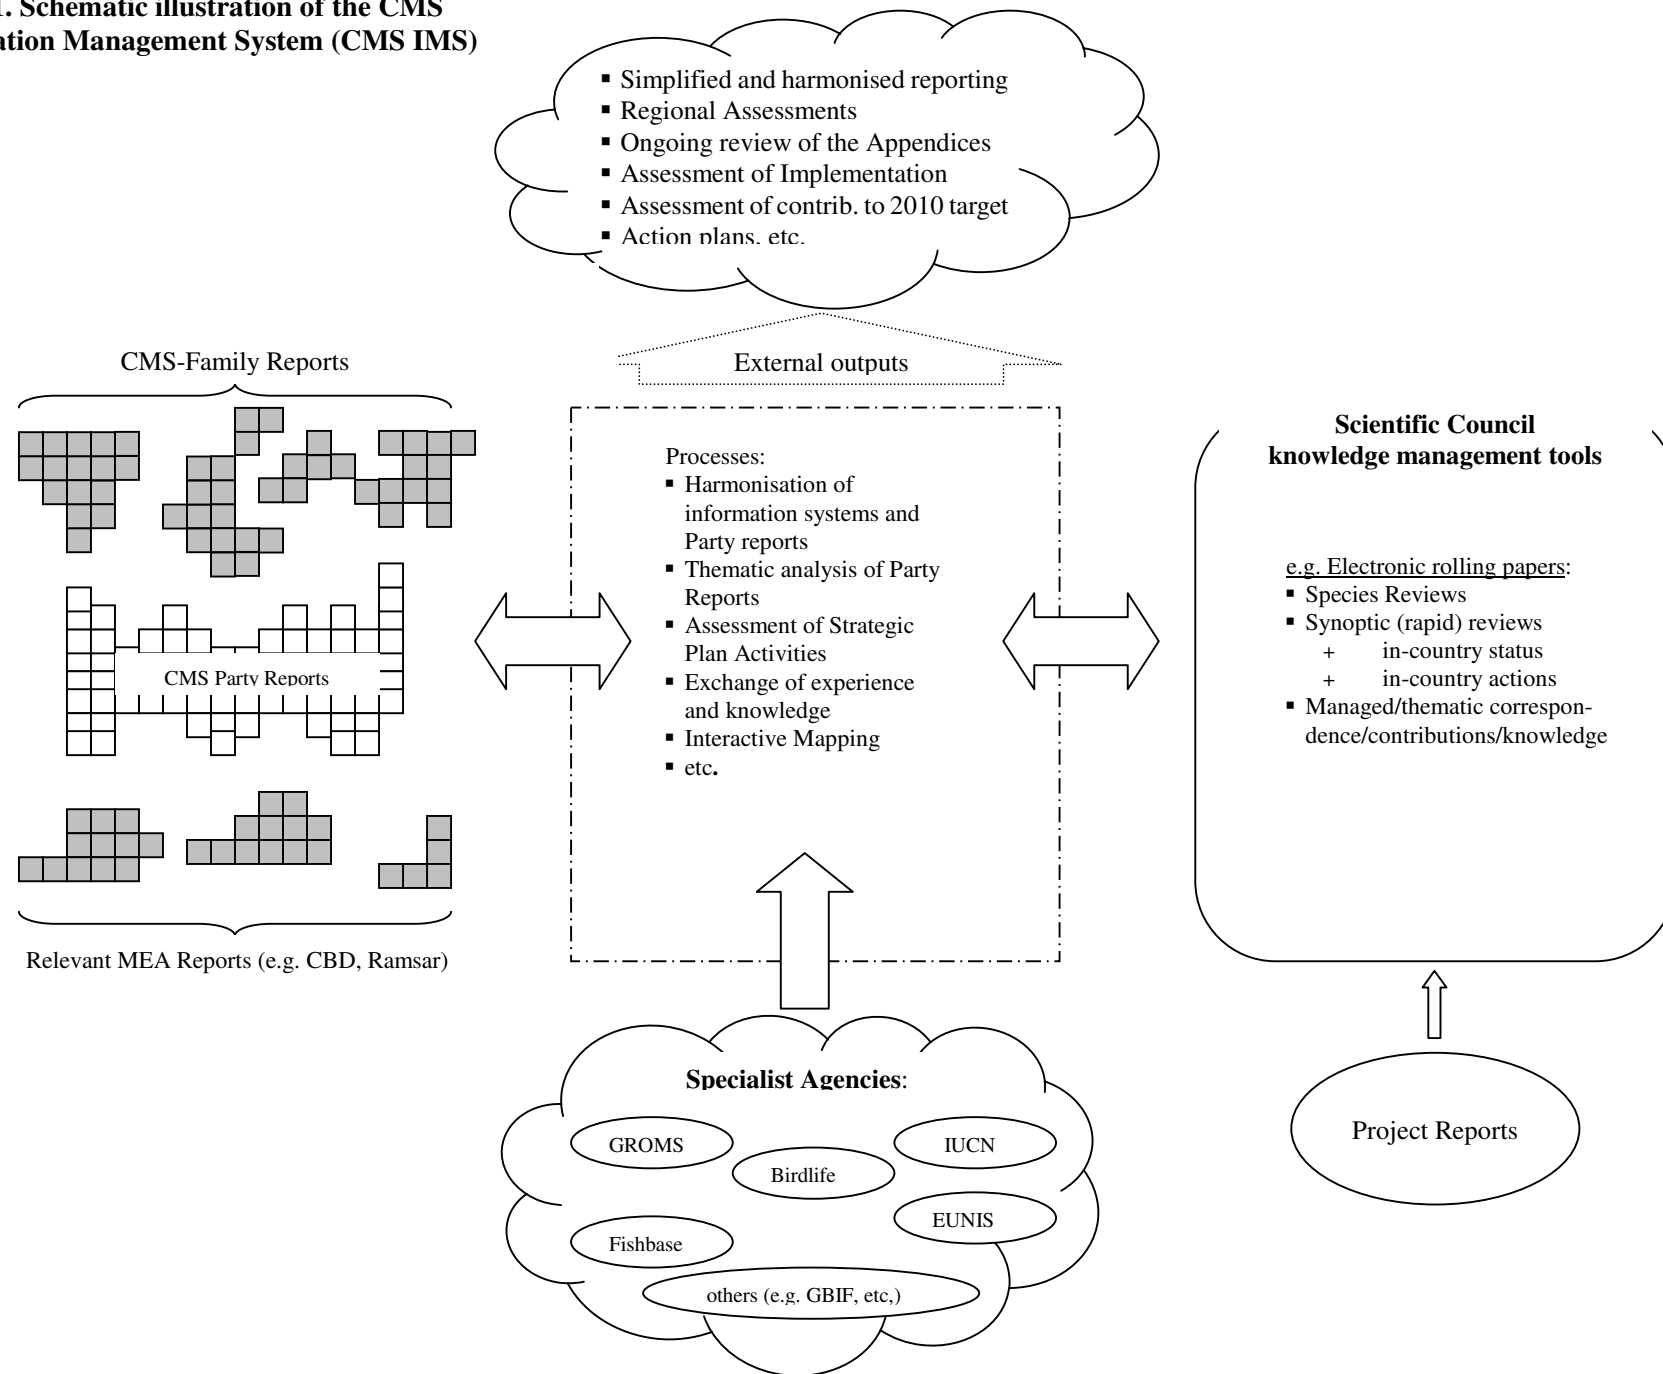 1. Schematic illustration of the CMS
ation Management System (CMS IMS)
▪ Simplified and harmonised reporting
▪ Regional Assessments
▪ Ongoing review of the Appendices
▪ Assessment of Implementation
▪ Assessment of contrib. to 2010 target
▪ Action plans, etc.
External outputs
CMS-Family Reports
CMS Party Reports
Relevant MEA Reports (e.g. CBD, Ramsar)
Processes:
▪ Harmonisation of
information systems and
Party reports
▪ Thematic analysis of Party
Reports
▪ Assessment of Strategic
Plan Activities
▪ Exchange of experience
and knowledge
▪ Interactive Mapping
▪ etc.
Scientific Council
knowledge management tools
e.g. Electronic rolling papers:
▪ Species Reviews
▪ Synoptic (rapid) reviews
+ in-country status
+ in-country actions
▪ Managed/thematic correspon-
dence/contributions/knowledge
Project Reports
Specialist Agencies:
GROMS
IUCN
Birdlife
EUNIS
Fishbase
others (e.g. GBIF, etc,)